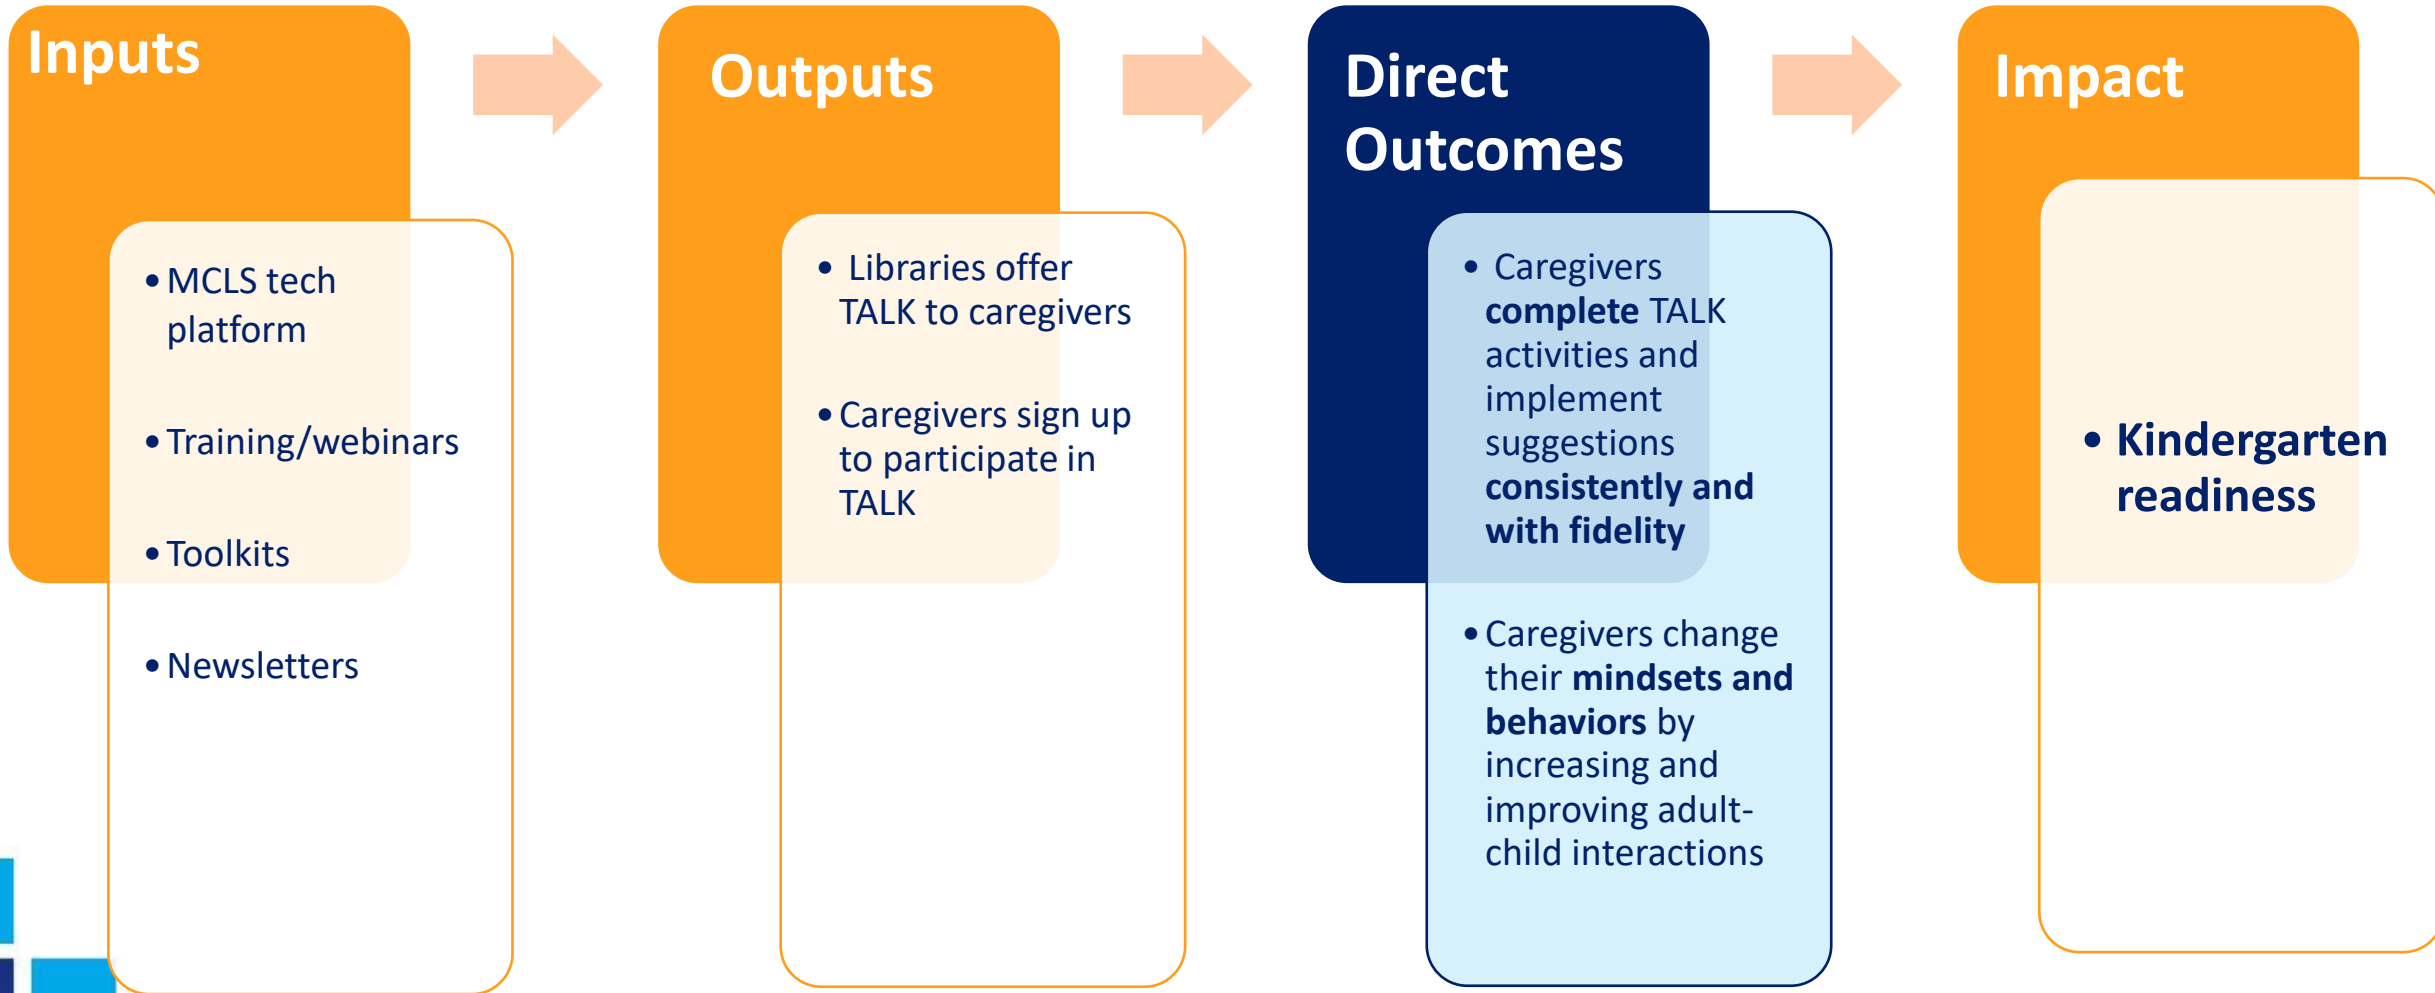 Inputs
• MCLS tech
platform
• Training/webinars
• Toolkits
• Newsletters
Outputs
• Libraries offer
TALK to caregivers
• Caregivers sign up
to participate in
TALK
Direct
Outcomes
• Caregivers
complete TALK
activities and
implement
suggestions
consistently and
with fidelity
• Caregivers change
their mindsets and
behaviors by
increasing and
improving adult-
child interactions
Impact
• Kindergarten
readiness